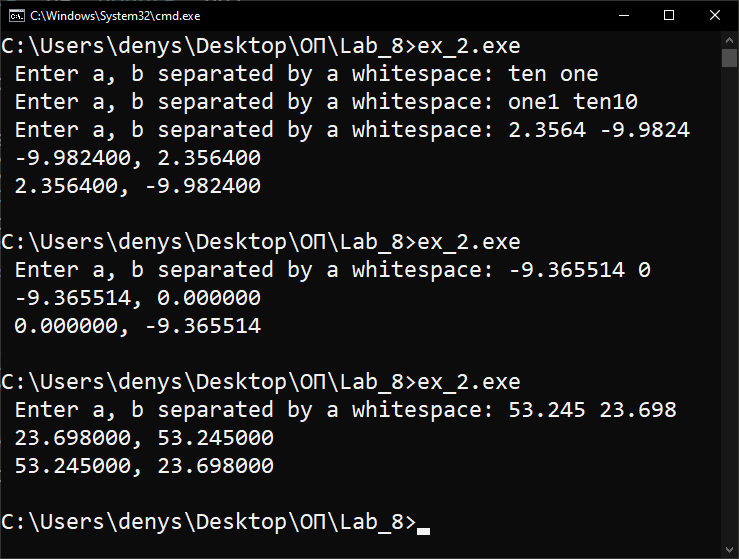 C:\Windows\System32\cmd.exe
C:\Users\denys\Desktop\ОП\Lab_8>ex_2.exe
Enter a, b separated by a whitespace: ten one
Enter a, b separated by a whitespace: one1 ten10
Enter a, b separated by a whitespace: 2.3564 -9.9824
-9.982400, 2.356400
2.356400, -9.982400
C:\Users\denys\Desktop\ОП\Lab_8>ex_2.exe
Enter a, b separated by a whitespace: -9.365514 0
-9.365514, 0.000000
0.000000, -9.365514
C:\Users\denys\Desktop\ОП\Lab_8>ex_2.exe
Enter a, b separated by a whitespace: 53.245 23.698
23.698000, 53.245000
53.245000, 23.698000
C:\Users\denys\Desktop\ОП\Lab_8>